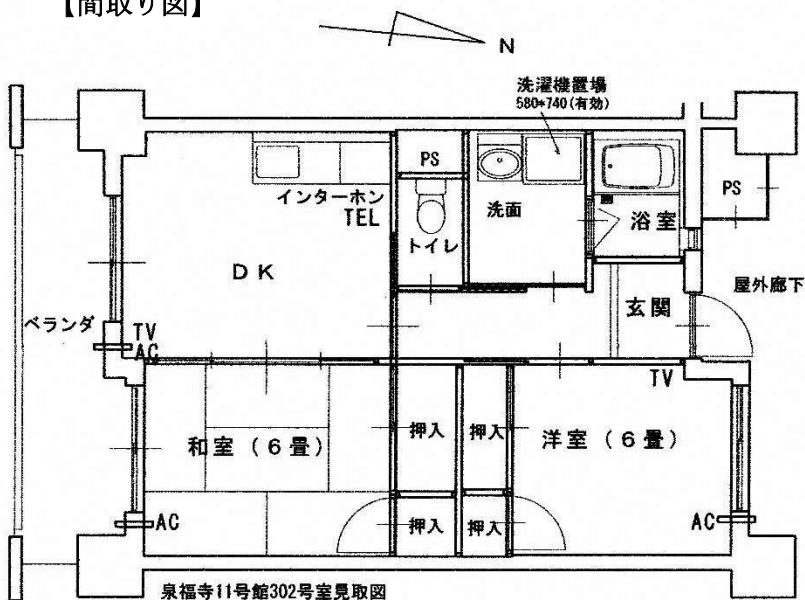 【間取り図】
N
洗濯機置場
580*740(有効)
PS
PS
インターホン
TEL
洗面
浴室
トイレ
DK
玄関
屋外廊下
ベランダ
TV
AC
TV
和室(6畳)
押入
押入
洋室(6畳)
AC
押入
押入
AC
泉福寺11号館302号室見取図